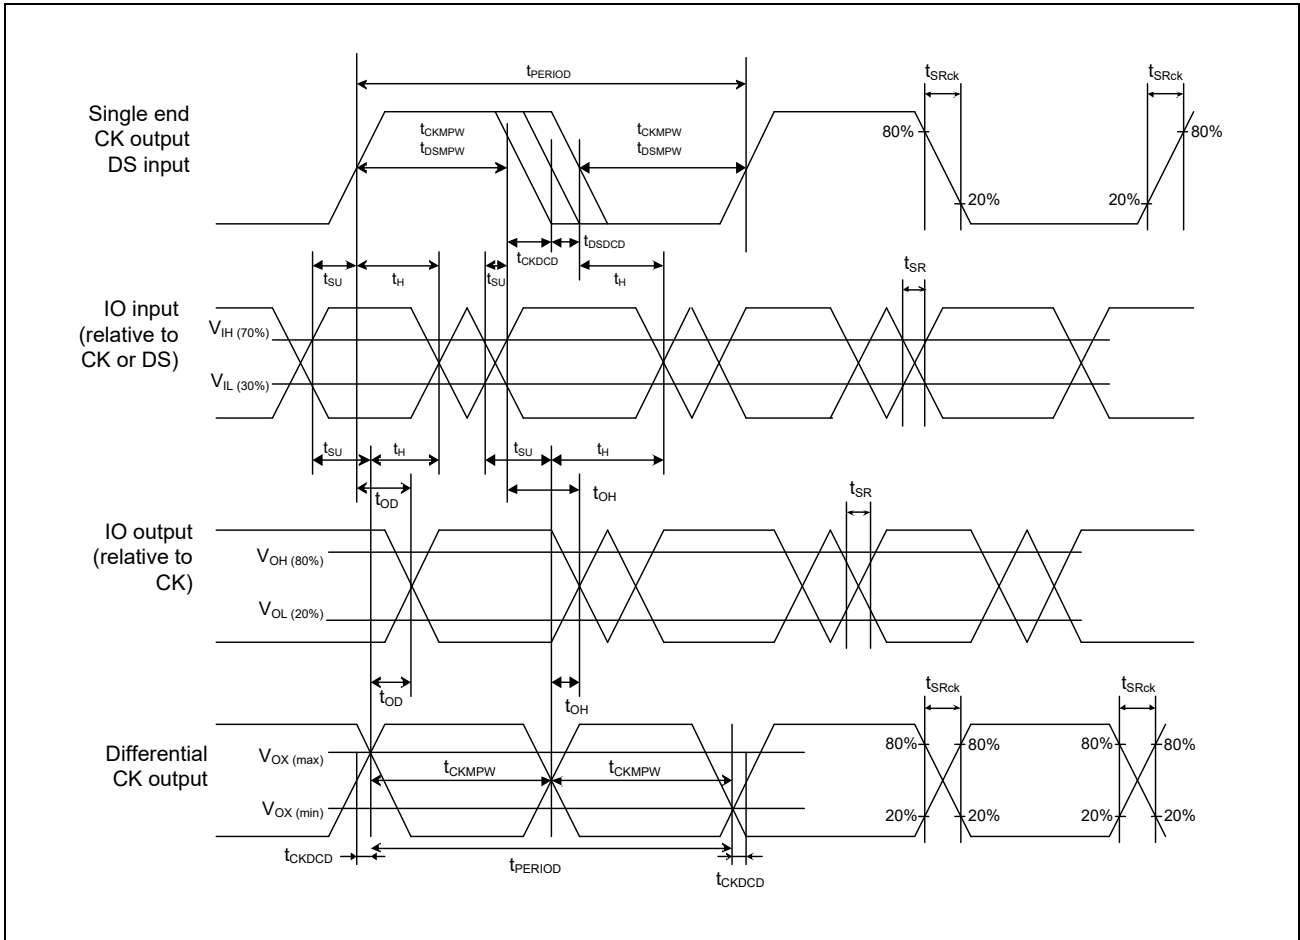 tPERIOD
tSRck
tSRck
Single end
CK output
DS input
tCKMPW
tDSMPW
tCKMPW
tDSMPW
80%
80%
20%
20%
tDSDCD
tCKDCD
tSU
tH
tSU
tH
tSR
IO input
(relative to
CK or DS)
VIH (70%)
VIL (30%)
tSU
tH
tSU
tH
tOD
tOH
tSR
IO output
(relative to
CK)
VOH (80%)
VOL (20%)
tOD
tOH
tSRck
tSRck
Differential
CK output
VOX (max)
80%
80%
80%
80%
tCKMPW
tCKMPW
VOX (min)
20%
20%
20%
20%
tCKDCD
tPERIOD
tCKDCD